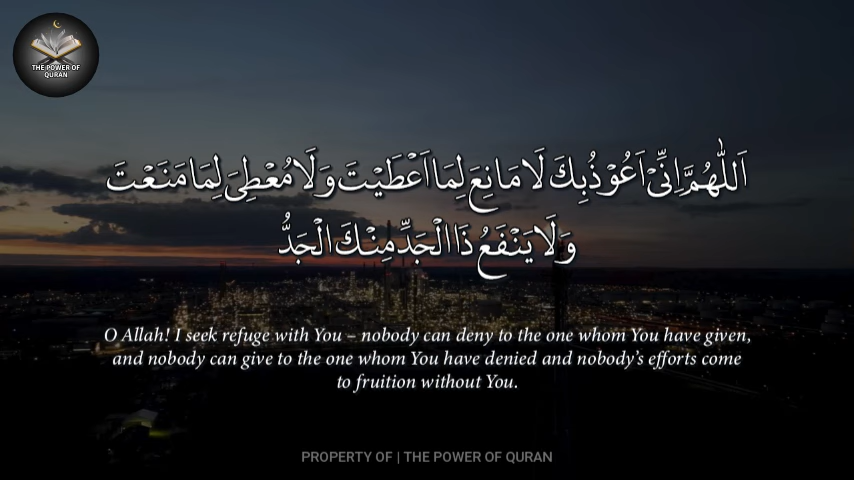 THE POWER OF
QURAN
اَللّٰهُمَّ اِنِّىْ اَعُوْذُبِكَ لَا مَانِعَ لِمَا اَعْطَيْتَ وَلَا مُعْطِىَ لِمَا مَنَعْتَ
وَلَا يَنْفَعُ ذَا الْجَدِّ مِنْكَ الْجَدُّ
O Allah! I seek refuge with You – nobody can deny to the one whom You have given,
and nobody can give to the one whom You have denied and nobody’s efforts come
to fruition without You.
PROPERTY OF | THE POWER OF QURAN